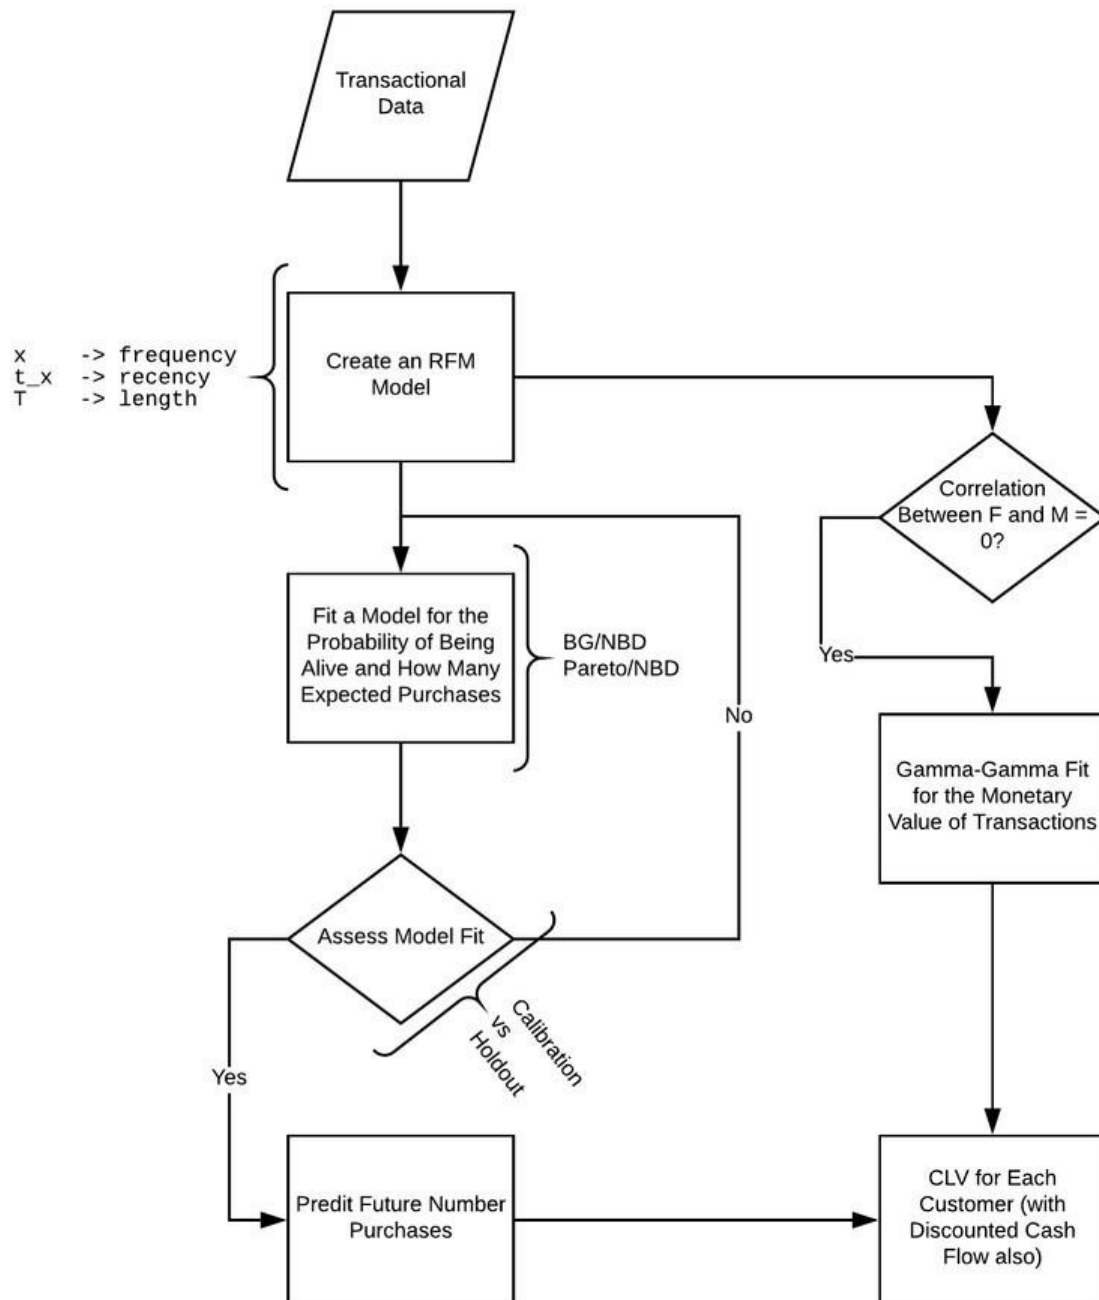 Transactional
Data
x -> frequency
t_x -> recency
T -> length
Create an RFM
Model
Correlation
Between F and M =
0?
Fit a Model for the
Probability of Being
Alive and How Many
Expected Purchases
BG/NBD
Pareto/NBD
Yes
No
Gamma-Gamma Fit
for the Monetary
Value of Transactions
Assess Model Fit
Calibration
vs
Holdout
Yes
Predit Future Number
Purchases
CLV for Each
Customer (with
Discounted Cash
Flow also)